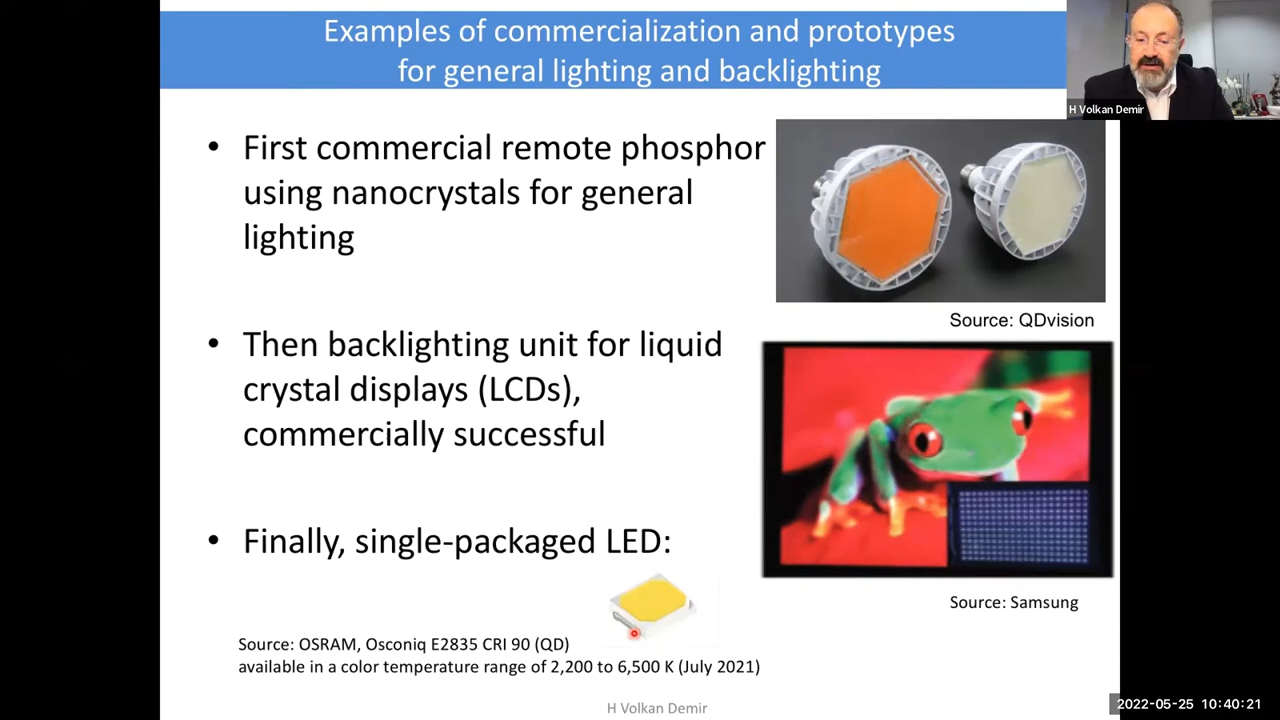 Examples of commercialization and prototypes
for general lighting and backlighting
H Volkan Demir
• First commercial remote phosphor
using nanocrystals for general
lighting
Source: QDvision
• Then backlighting unit for liquid
crystal displays (LCDs),
commercially successful
• Finally, single-packaged LED:
Source: Samsung
Source: OSRAM, Osconiq E2835 CRI 90 (QD)
available in a color temperature range of 2,200 to 6,500 K (July 2021)
H Volkan Demir
2022-05-25 10:40:21